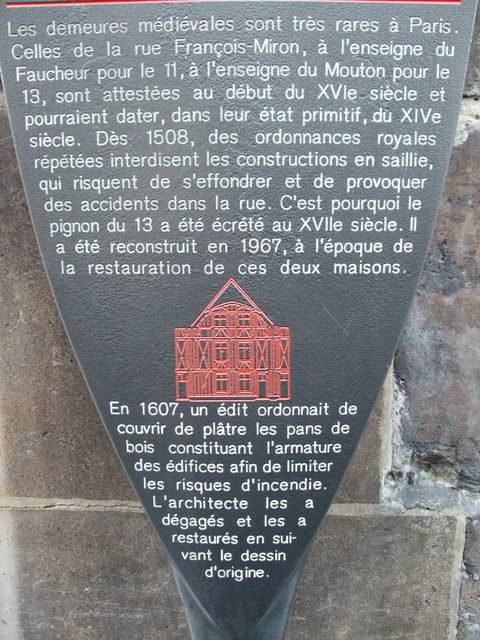 Les demeures médiévales sont très rares à Paris.
Celles de la rue François-Miron, à l'enseigne du
Faucheur pour le 11, à l'enseigne du Mouton pour le
13, sont attestées au début du XVIe siècle et
pourraient dater, dans leur état primitif, du XIVe
siècle. Dès 1508, des ordonnances royales
répétées interdisent les constructions en saillie,
qui risquent de s'effondrer et de provoquer
des accidents dans la rue. C'est pourquoi le
pignon du 13 a été écrété au XVIIe siècle. Il
a été reconstruit en 1967, à l'époque de
la restauration de ces deux maisons.
En 1607, un édit ordonnait de
couvrir de plâtre les pans de
bois constituant l'armature
des édifices afin de limiter
les risques d'incendie.
L'architecte les a
dégagés et les a
restaurés en sui-
vant le dessin
d'origine.